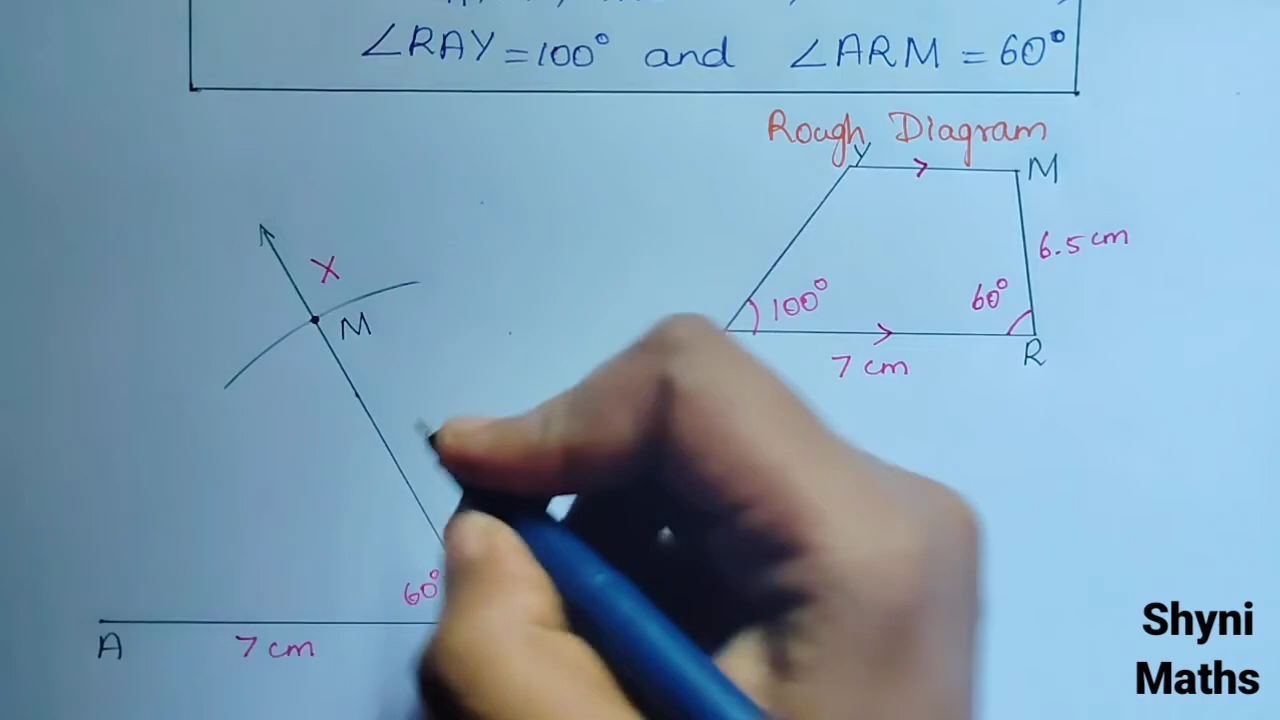 ∠RAY = 100° and ∠ARM = 60°
Rough Diagram
Y
M
6.5 cm
100°
60°
7 cm
R
X
M
60°
A
7 cm
Shyni
Maths